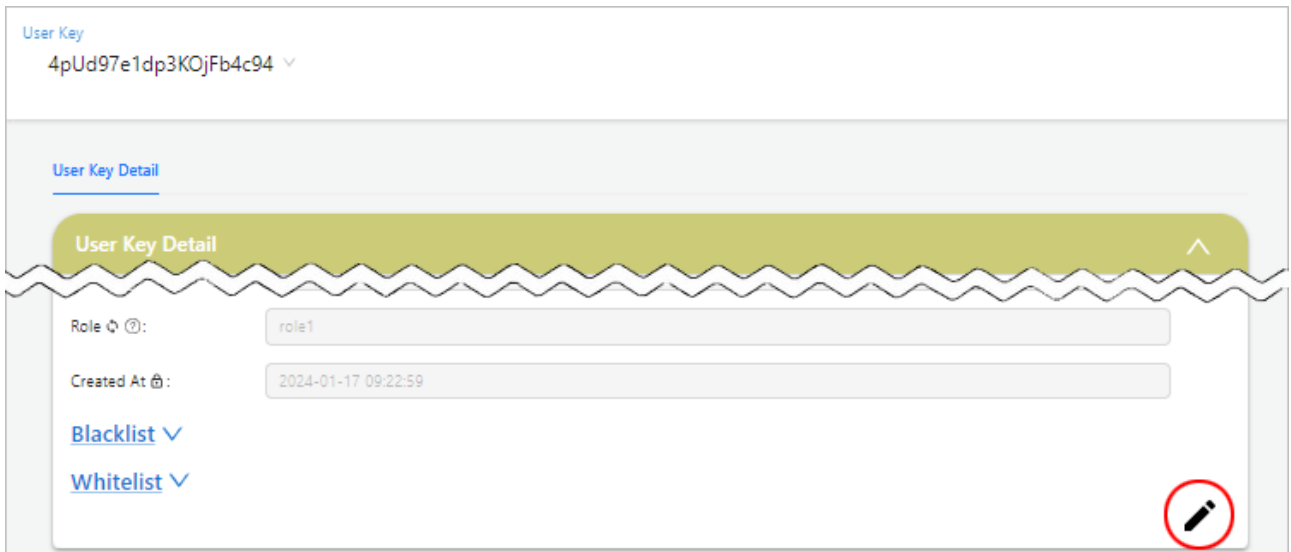 User Key
4pUd97e1dp3KOjFb4c94
User Key Detail
User Key Detail
Role :
role1
Created At :
2024-01-17 09:22:59
Blacklist
Whitelist